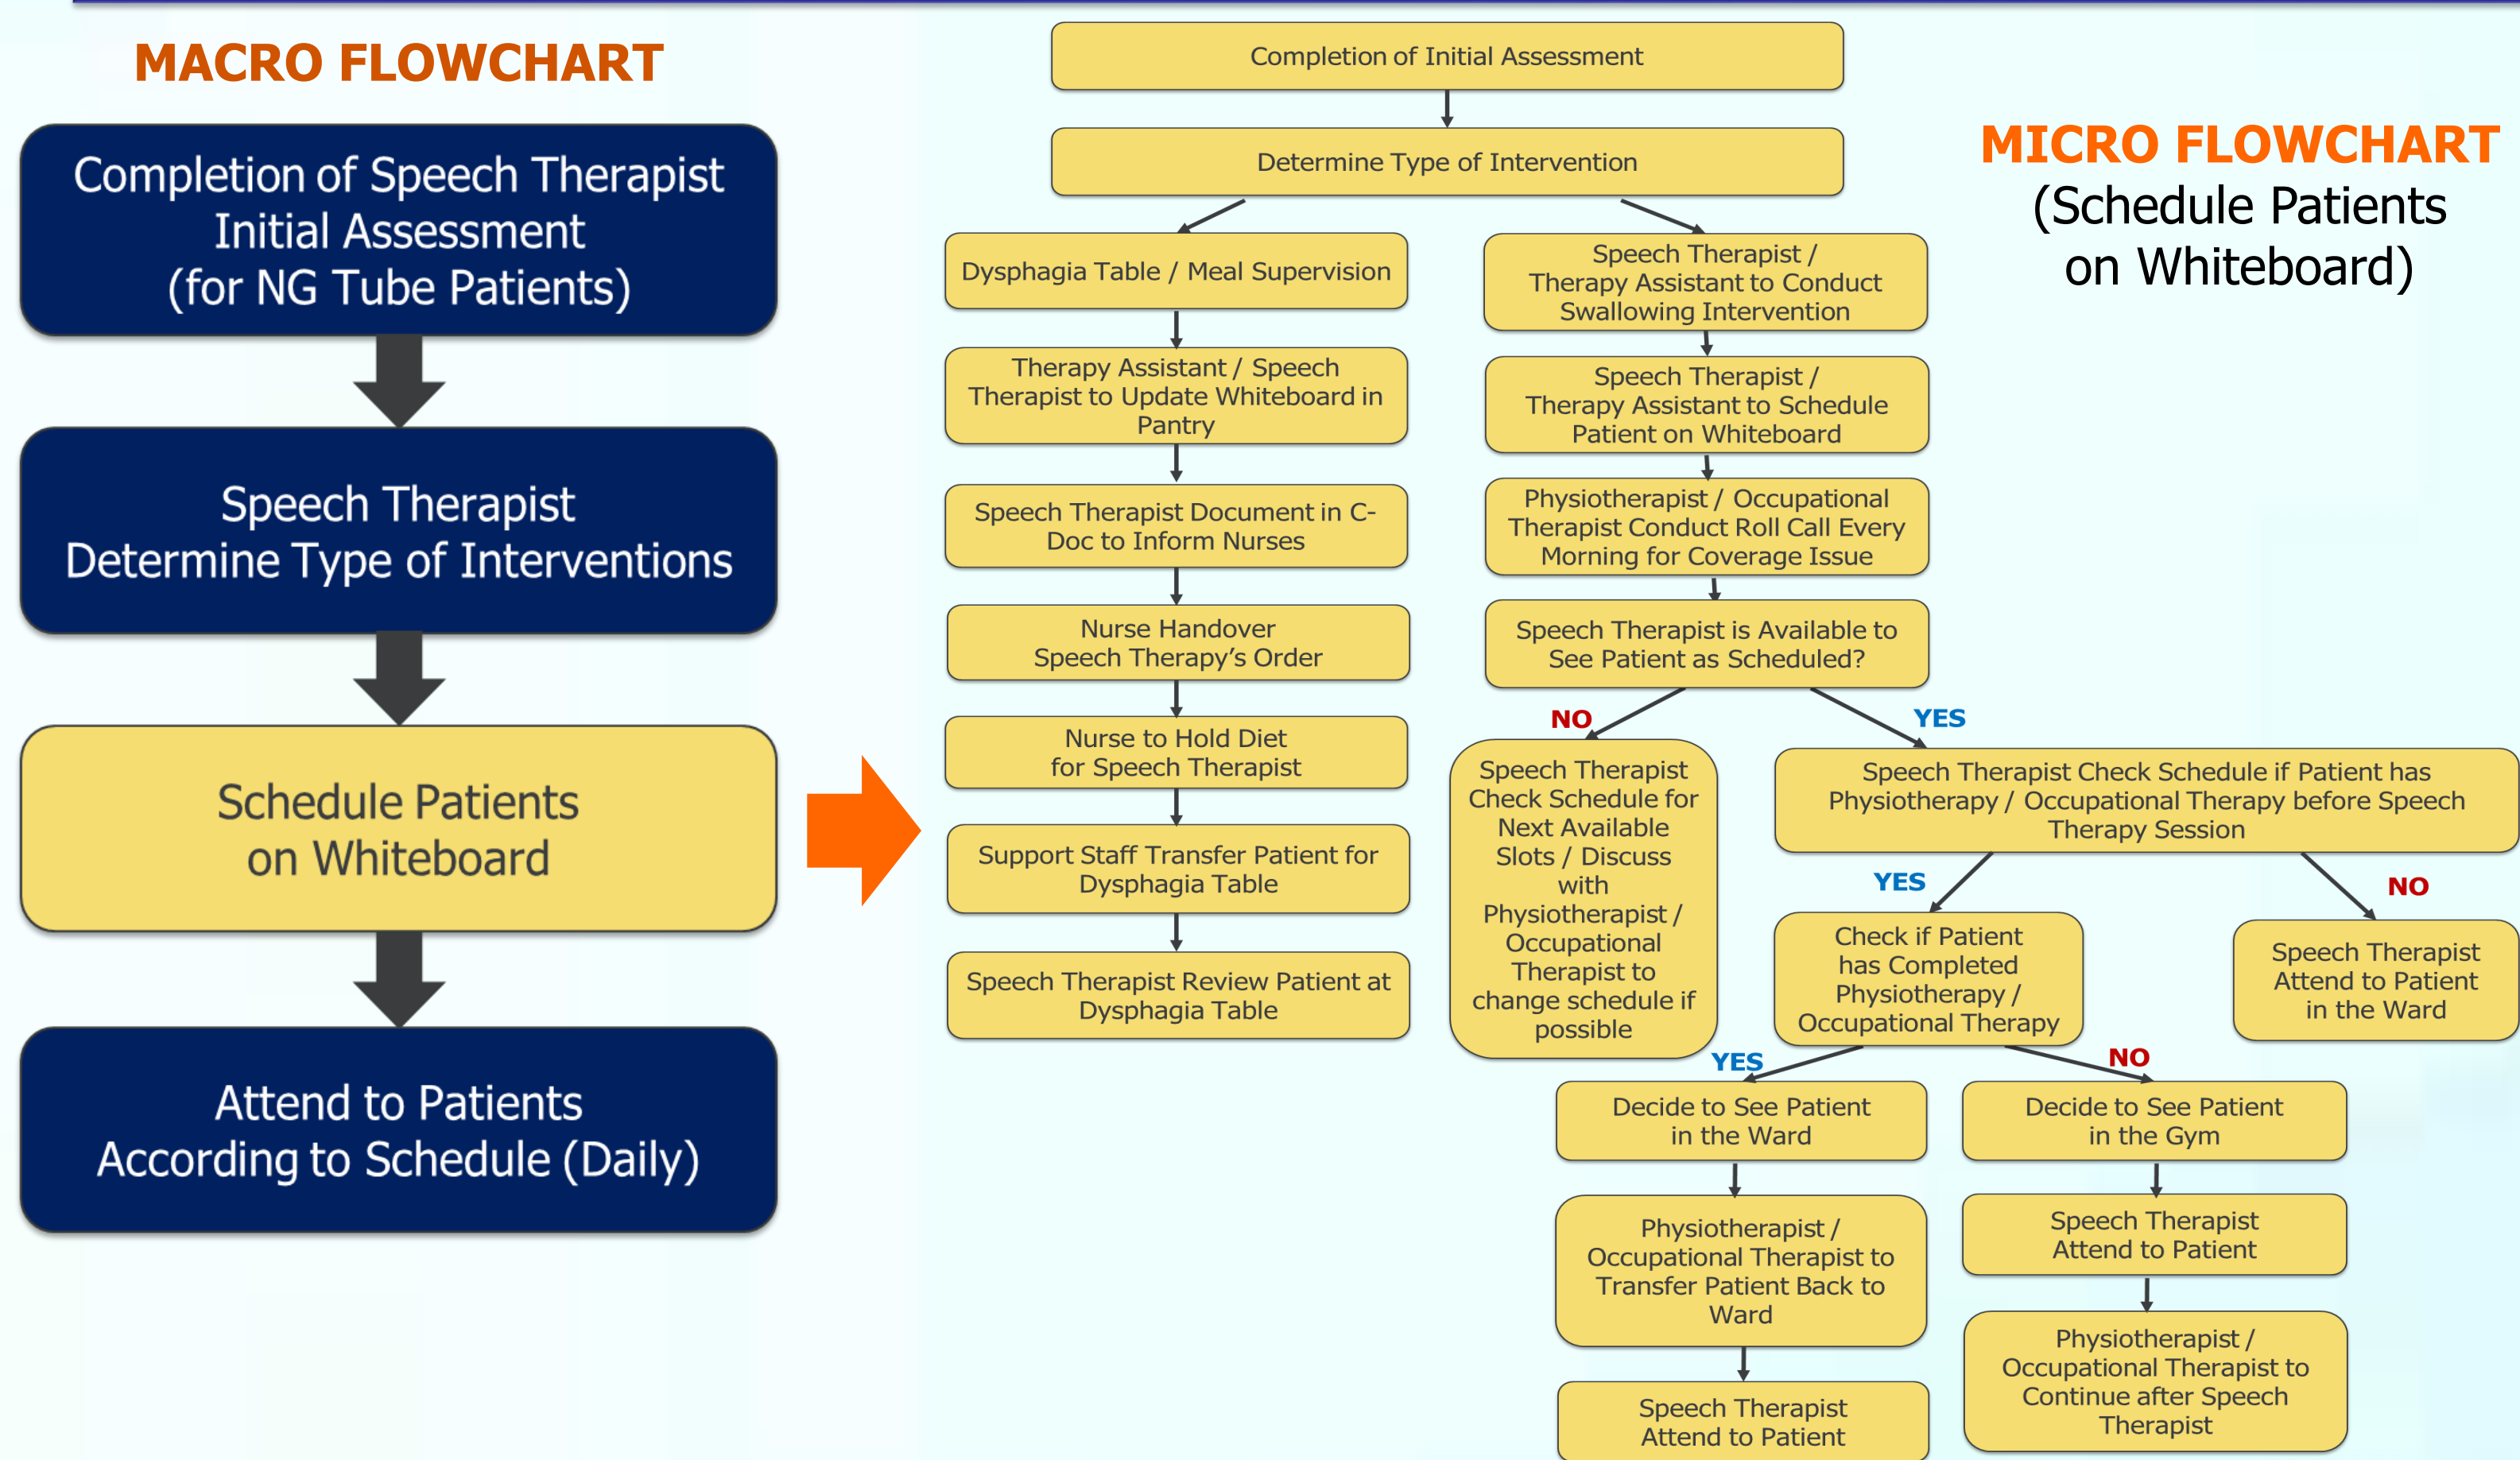 MACRO FLOWCHART
Completion of Speech Therapist
Initial Assessment
(for NG Tube Patients)
Speech Therapist
Determine Type of Interventions
Schedule Patients
on Whiteboard
Attend to Patients
According to Schedule (Daily)
MICRO FLOWCHART
(Schedule Patients
on Whiteboard)
Completion of Initial Assessment
Determine Type of Intervention
Dysphagia Table / Meal Supervision
Therapy Assistant / Speech
Therapist to Update Whiteboard in
Pantry
Speech Therapist Document in C-
Doc to Inform Nurses
Nurse Handover
Speech Therapy’s Order
Nurse to Hold Diet
for Speech Therapist
Support Staff Transfer Patient for
Dysphagia Table
Speech Therapist Review Patient at
Dysphagia Table
Speech Therapist /
Therapy Assistant to Conduct
Swallowing Intervention
Speech Therapist /
Therapy Assistant to Schedule
Patient on Whiteboard
Physiotherapist / Occupational
Therapist Conduct Roll Call Every
Morning for Coverage Issue
Speech Therapist is Available to
See Patient as Scheduled?
NO
YES
Speech Therapist
Check Schedule for
Next Available
Slots / Discuss
with
Physiotherapist /
Occupational
Therapist to
change schedule if
possible
Speech Therapist Check Schedule if Patient has
Physiotherapy / Occupational Therapy before Speech
Therapy Session
YES
NO
Check if Patient
has Completed
Physiotherapy /
Occupational Therapy
Speech Therapist
Attend to Patient
in the Ward
YES
NO
Decide to See Patient
in the Ward
Physiotherapist /
Occupational Therapist to
Transfer Patient Back to
Ward
Speech Therapist
Attend to Patient
Decide to See Patient
in the Gym
Speech Therapist
Attend to Patient
Physiotherapist /
Occupational Therapist to
Continue after Speech
Therapist